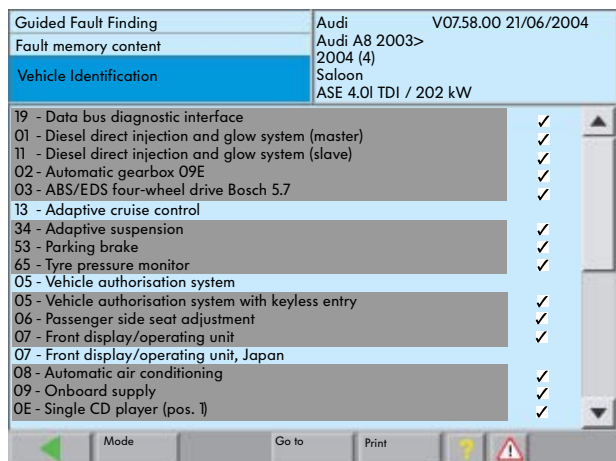 Guided Fault Finding
Fault memory content
Vehicle Identification
Audi V07.58.00 21/06/2004
Audi A8 2003>
2004 (4)
Saloon
ASE 4.0l TDI / 202 kW
19 - Data bus diagnostic interface
01 - Diesel direct injection and glow system (master)
11 - Diesel direct injection and glow system (slave)
02 - Automatic gearbox 09E
03 - ABS/EDS four-wheel drive Bosch 5.7
13 - Adaptive cruise control
34 - Adaptive suspension
53 - Parking brake
65 - Tyre pressure monitor
05 - Vehicle authorisation system
05 - Vehicle authorisation system with keyless entry
06 - Passenger side seat adjustment
07 - Front display/operating unit
07 - Front display/operating unit, Japan
08 - Automatic air conditioning
09 - Onboard supply
0E - Single CD player (pos. 1)
Mode Go to Print ?